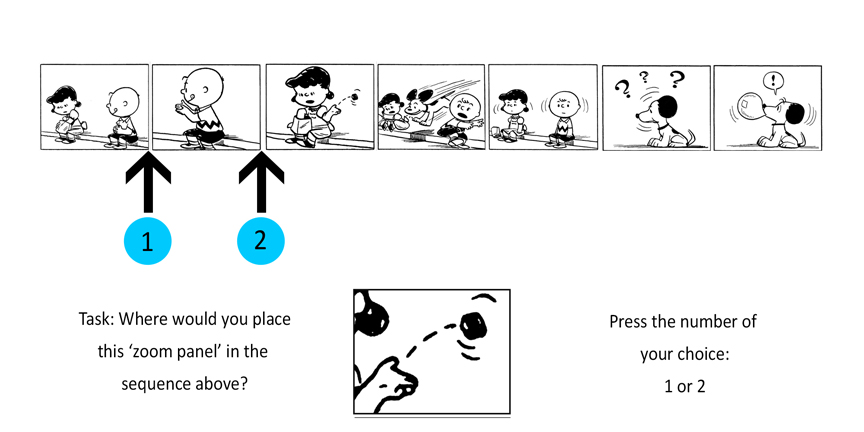 ? ? ?
!
1
2
Task: Where would you place
this 'zoom panel' in the
sequence above?
Press the number of
your choice:
1 or 2